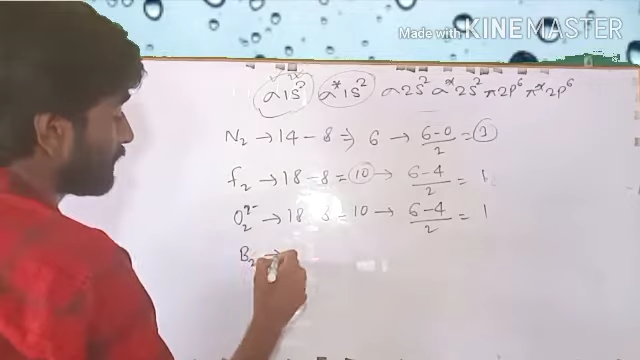 Made with KINEMASTER
σ1s² σ*1s² σ2s² σ*2s² π2p⁶ π*2p⁶
N₂ → 14 - 8 ⇒ 6 → 6-0/2 = 3
f₂ → 18 - 8 = 10 → 6-4/2 = 1
O₂²⁻ → 18 - 8 = 10 → 6-4/2 = 1
B₂ →